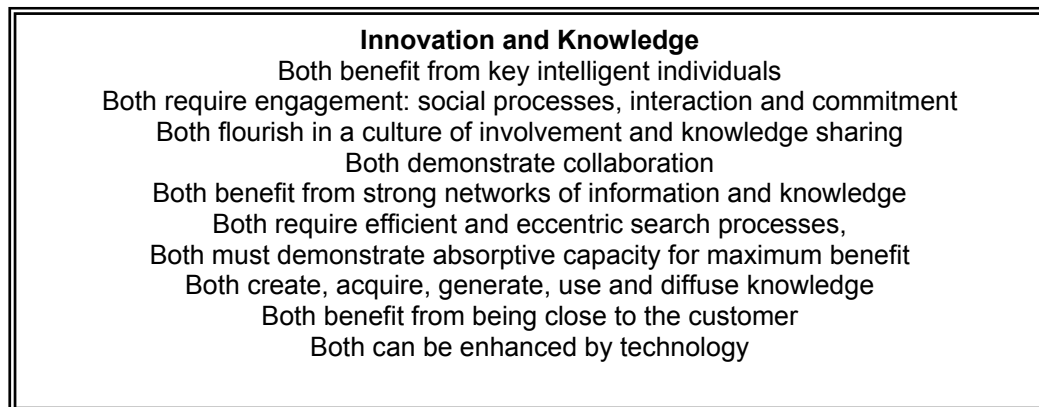 Innovation and Knowledge
Both benefit from key intelligent individuals
Both require engagement: social processes, interaction and commitment
Both flourish in a culture of involvement and knowledge sharing
Both demonstrate collaboration
Both benefit from strong networks of information and knowledge
Both require efficient and eccentric search processes,
Both must demonstrate absorptive capacity for maximum benefit
Both create, acquire, generate, use and diffuse knowledge
Both benefit from being close to the customer
Both can be enhanced by technology